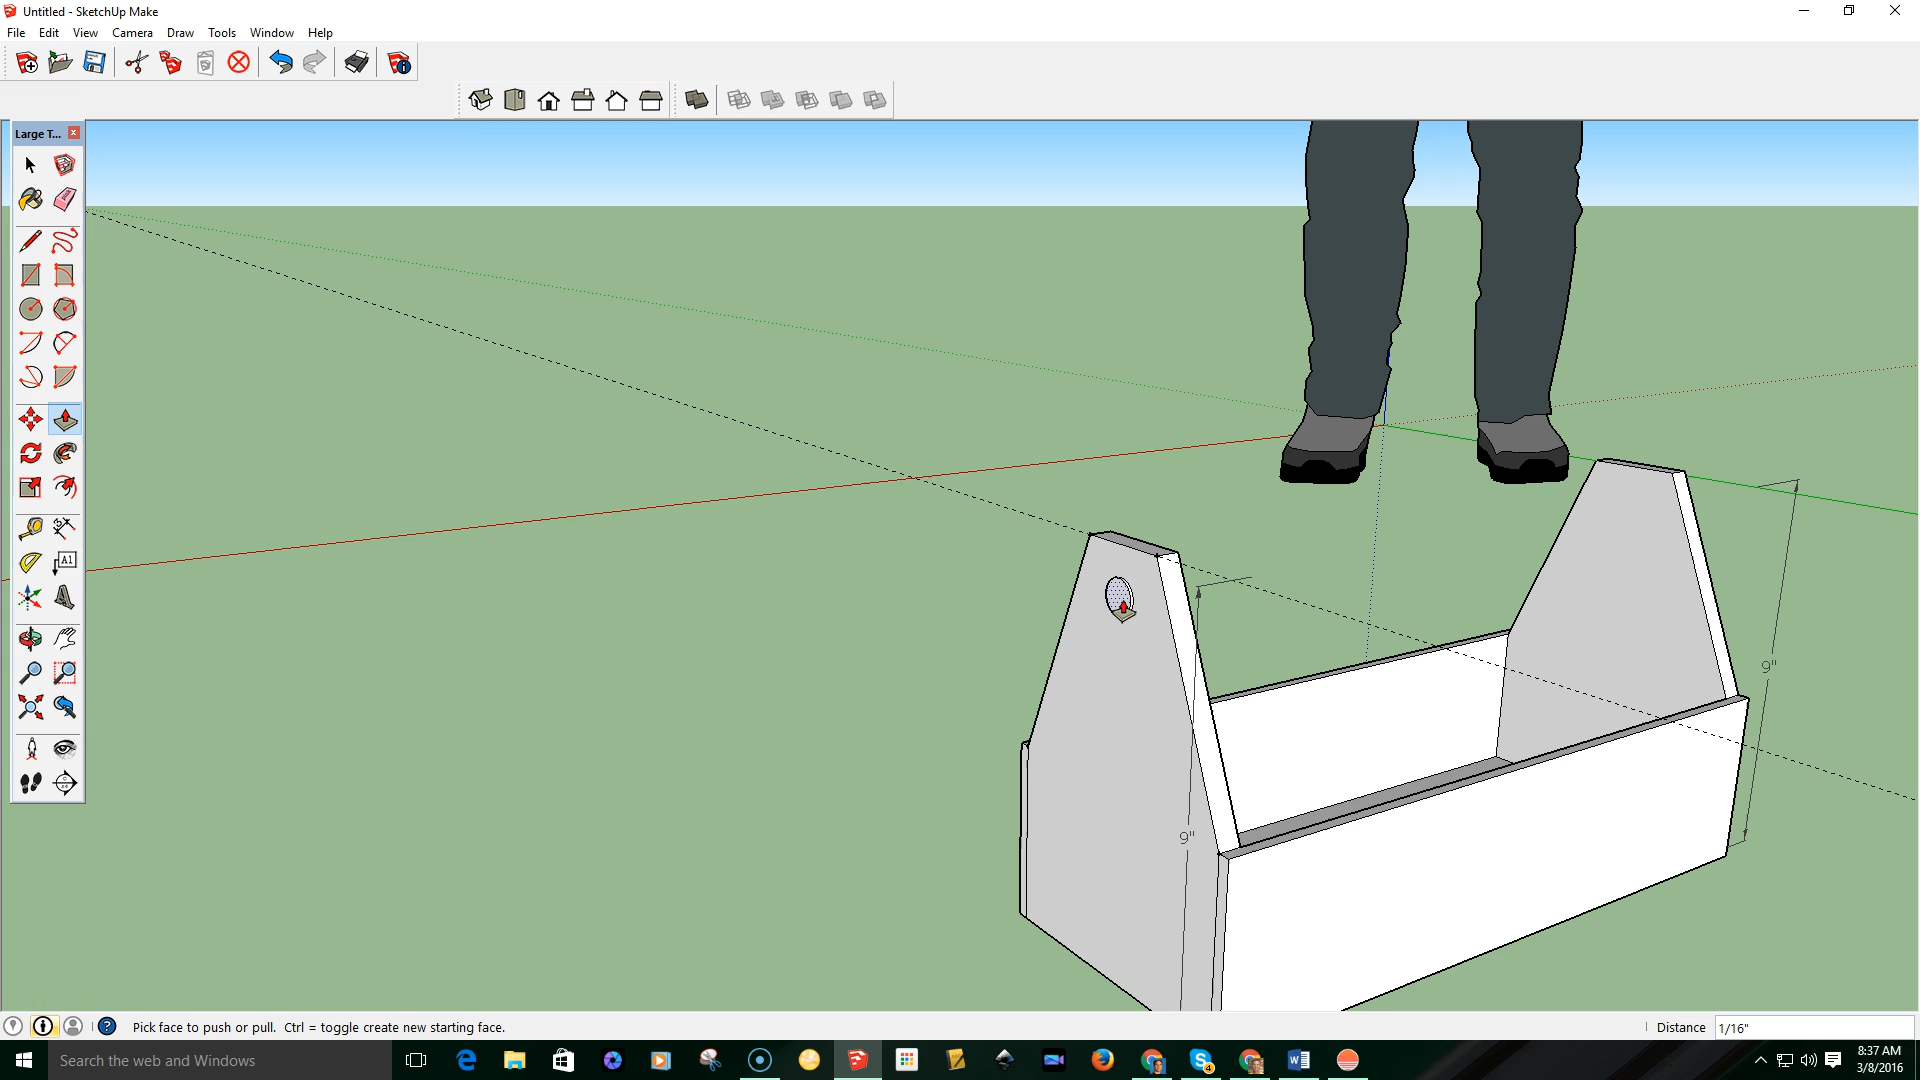 Untitled - SketchUp Make
File Edit View Camera Draw Tools Window Help
Large T...
A1
9"
9"
Pick face to push or pull. Ctrl = toggle create new starting face.
Distance 1/16"
Search the web and Windows
4
8:37 AM
3/8/2016